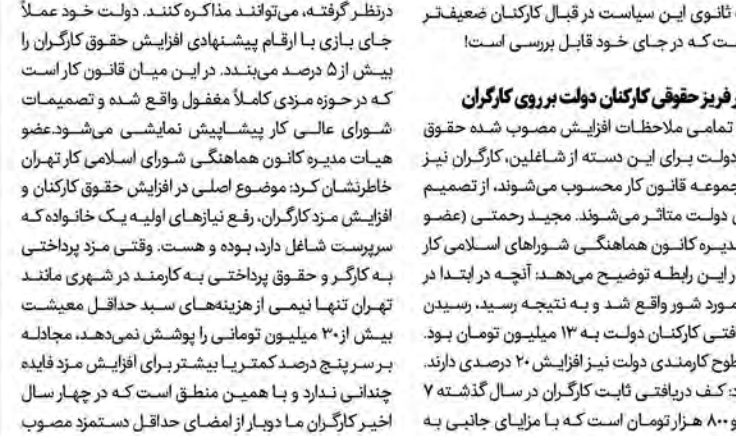 ثانوی این سیاست در قبال کارکنان ضعیف‌تر
که در جای خود قابل بررسی است!
فریز حقوقی کارکنان دولت بر روی کارگران
تمامی ملاحظات افزایش مصوب شده حقوق
دولت برای این دسته از شاغلین، کارگران نیز
قانون کار محسوب می‌شوند، از تصمیم
دولت متاثر می‌شوند. مجید رحمتی (عضو
کانون هماهنگی شوراهای اسلامی کار
این رابطه توضیح می‌دهد: آنچه در ابتدا در
مورد شور واقع شد و به نتیجه رسید، رسیدن
کارکنان دولت به ۱۳ میلیون تومان بود.
کارمندی دولت نیز افزایش ۲۰ درصدی دارند.
کف دریافتی ثابت کارگران در سال گذشته ۷
و ۸۰۰ هزار تومان است که با مزایای جانبی به
درنظر گرفته، می‌توانند مذاکره کنند. دولت خود عملاً
جای بازی با ارقام پیشنهادی افزایش حقوق کارگران را
بیش از ۵ درصد می‌بندد. در این میان قانون کار است
که در حوزه مزدی کاملاً مغفول واقع شده و تصمیمات
شورای عالی کار پیشاپیش نمایشی می‌شود.عضو
هیات مدیره کانون هماهنگی شورای اسلامی کار تهران
خاطرنشان کرد: موضوع اصلی در افزایش حقوق کارکنان و
افزایش مزد کارگران، رفع نیازهای اولیه یک خانواده که
سرپرست شاغل دارد، بوده و هست. وقتی مزد پرداختی
به کارگر و حقوق پرداختی به کارمند در شهری مانند
تهران تنها نیمی از هزینه‌های سبد حداقل معیشت
بیش از ۳۰ میلیون تومانی را پوشش نمی‌دهد، مجادله
بر سر پنج درصد کمتر یا بیشتر برای افزایش مزد فایده
چندانی ندارد و با همین منطق است که در چهار سال
اخیر کارگران ما دوبار از امضای حداقل دستمزد مصوب